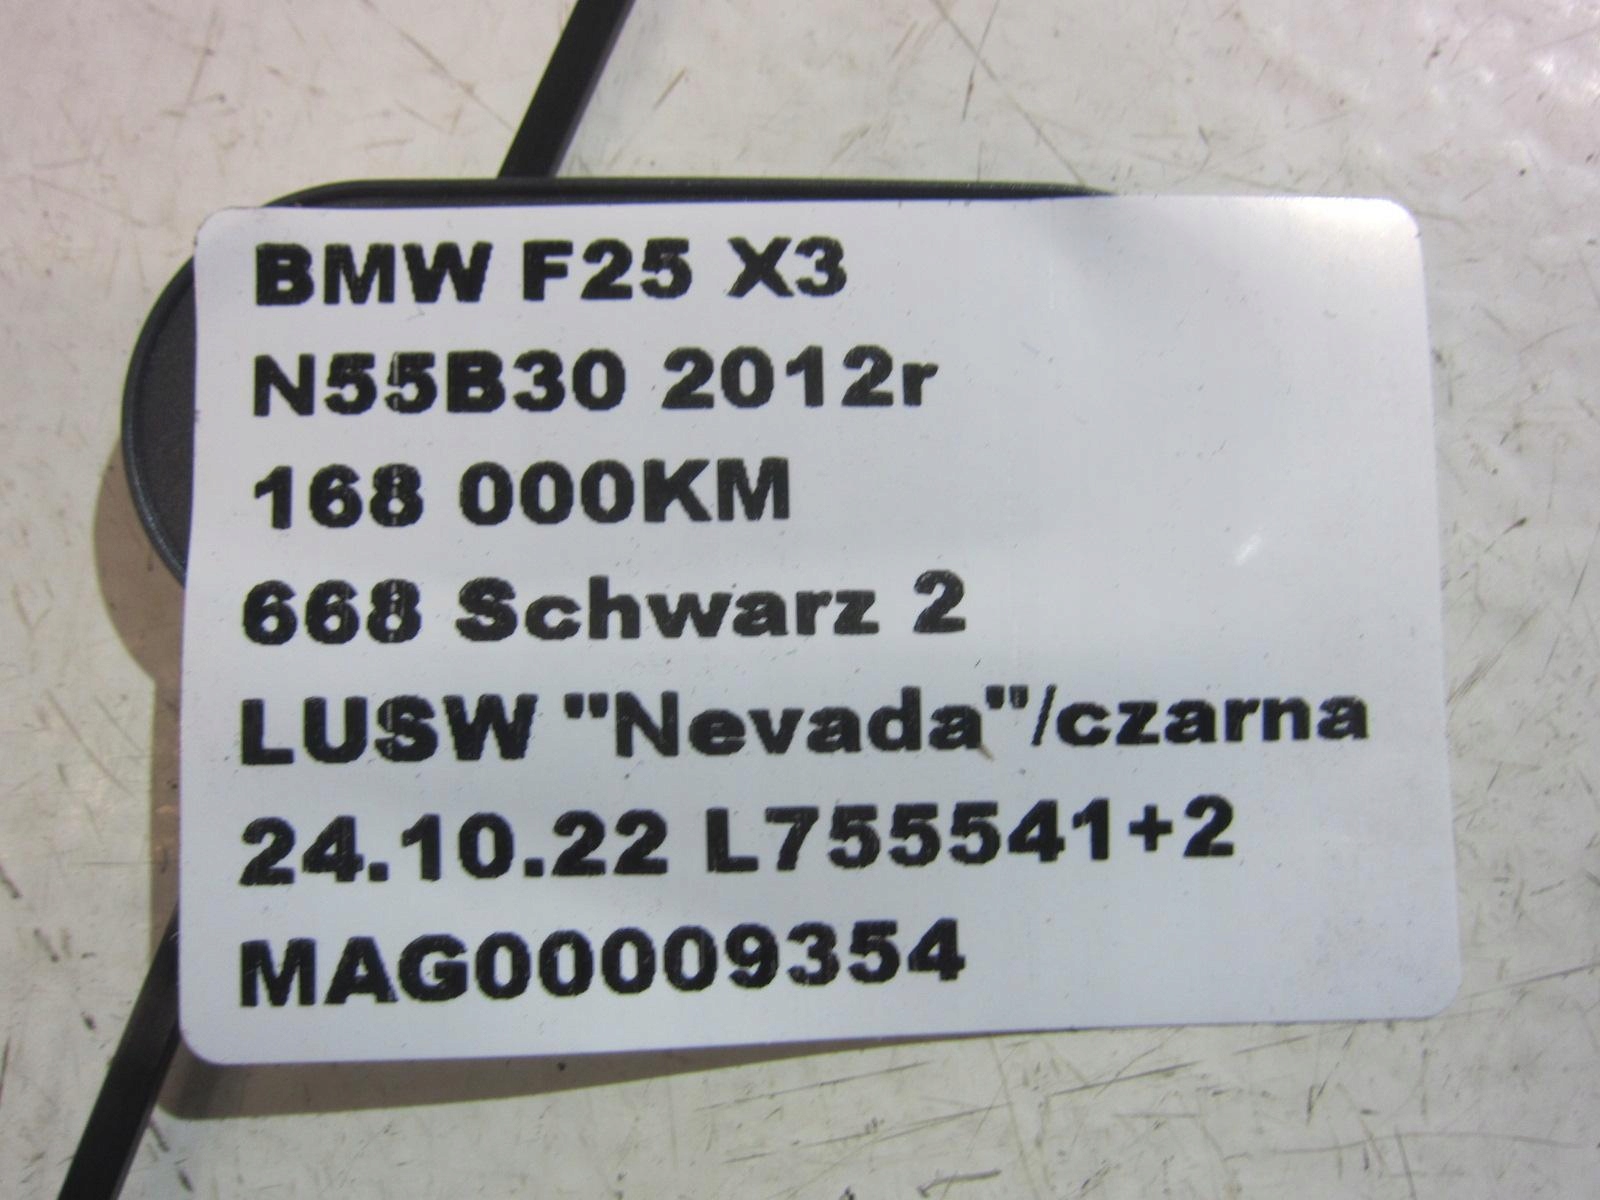 BMW F25 X3
N55B30 2012r
168 000KM
668 Schwarz 2
LUSW "Nevada"/czarna
24.10.22 L755541+2
MAG00009354